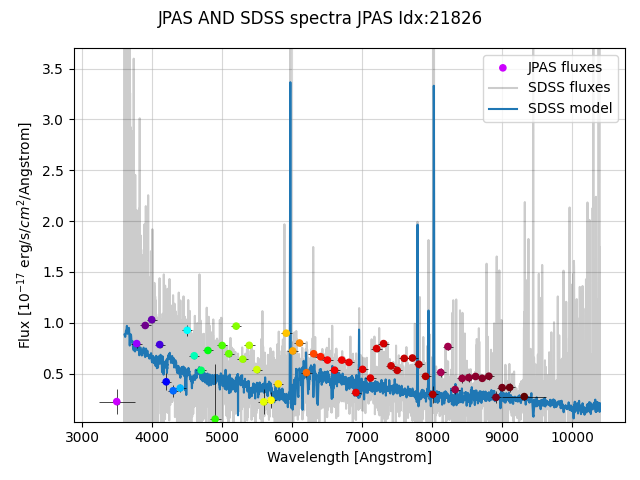 JPAS AND SDSS spectra JPAS Idx:21826
JPAS fluxes
SDSS fluxes
SDSS model
Flux [10⁻¹⁷ erg/s/cm²/Angstrom]
3.5
3.0
2.5
2.0
1.5
1.0
0.5
3000 4000 5000 6000 7000 8000 9000 10000
Wavelength [Angstrom]